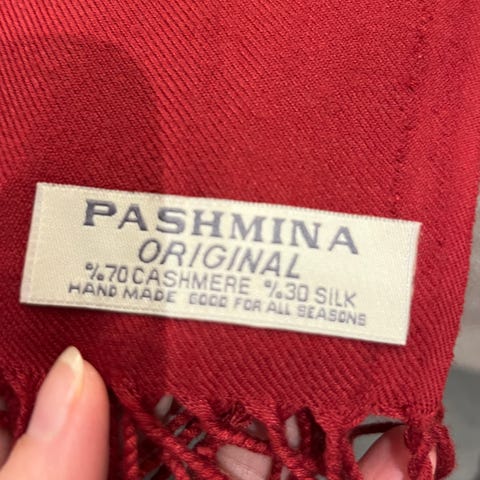 PASHMINA
ORIGINAL
%70 CASHMERE %30 SILK
HAND MADE GOOD FOR ALL SEASONS